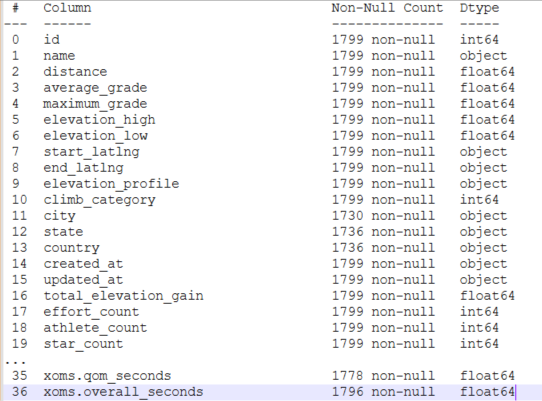 #   Column                              Non-Null Count  Dtype
---  ------                              --------------  -----
0   id                                  1799 non-null   int64
1   name                                1799 non-null   object
2   distance                            1799 non-null   float64
3   average_grade                       1799 non-null   float64
4   maximum_grade                       1799 non-null   float64
5   elevation_high                      1799 non-null   float64
6   elevation_low                       1799 non-null   float64
7   start_latlng                        1799 non-null   object
8   end_latlng                          1799 non-null   object
9   elevation_profile                   1799 non-null   object
10  climb_category                      1799 non-null   int64
11  city                                1730 non-null   object
12  state                               1736 non-null   object
13  country                             1736 non-null   object
14  created_at                          1799 non-null   object
15  updated_at                          1799 non-null   object
16  total_elevation_gain                1799 non-null   float64
17  effort_count                        1799 non-null   int64
18  athlete_count                       1799 non-null   int64
19  star_count                          1799 non-null   int64
...
35  xoms.qom_seconds                    1778 non-null   float64
36  xoms.overall_seconds                1796 non-null   float64